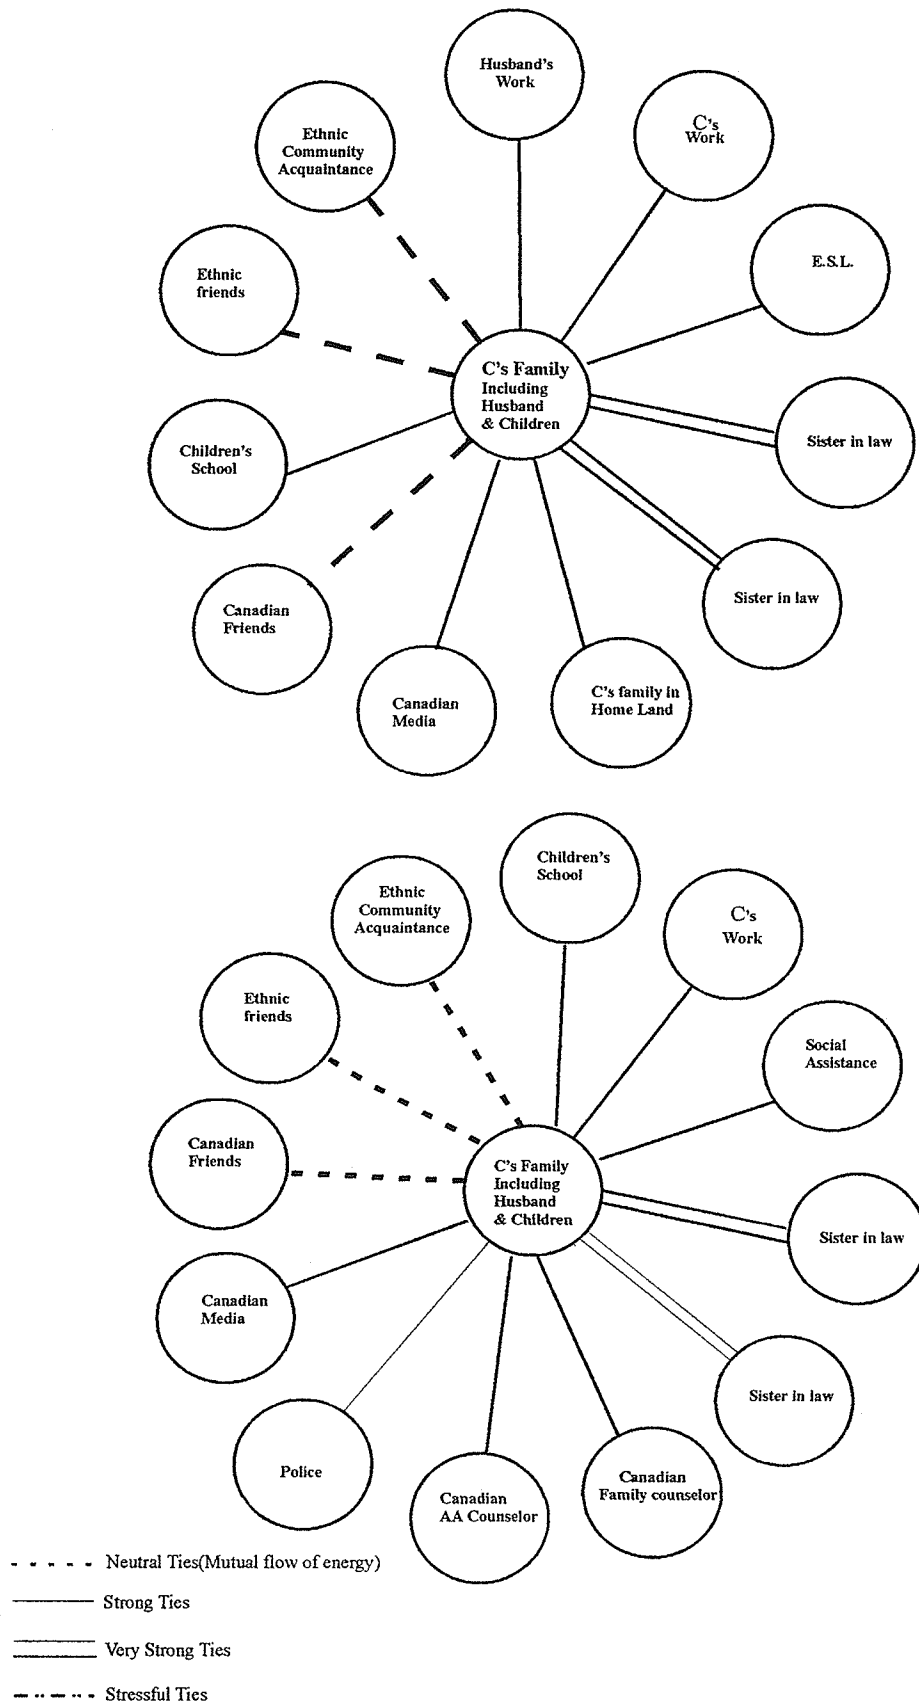 Husband's
Work
C's
Work
Ethnic
Community
Acquaintance
E.S.L.
Ethnic
friends
C's Family
Including
Husband
& Children
Sister in law
Children's
School
Sister in law
Canadian
Friends
C's family in
Home Land
Canadian
Media
Children's
School
Ethnic
Community
Acquaintance
C's
Work
Ethnic
friends
Social
Assistance
Canadian
Friends
C's Family
Including
Husband
& Children
Sister in law
Canadian
Media
Sister in law
Police
Canadian
AA Counselor
Canadian
Family counselor
Neutral Ties(Mutual flow of energy)
Strong Ties
Very Strong Ties
Stressful Ties